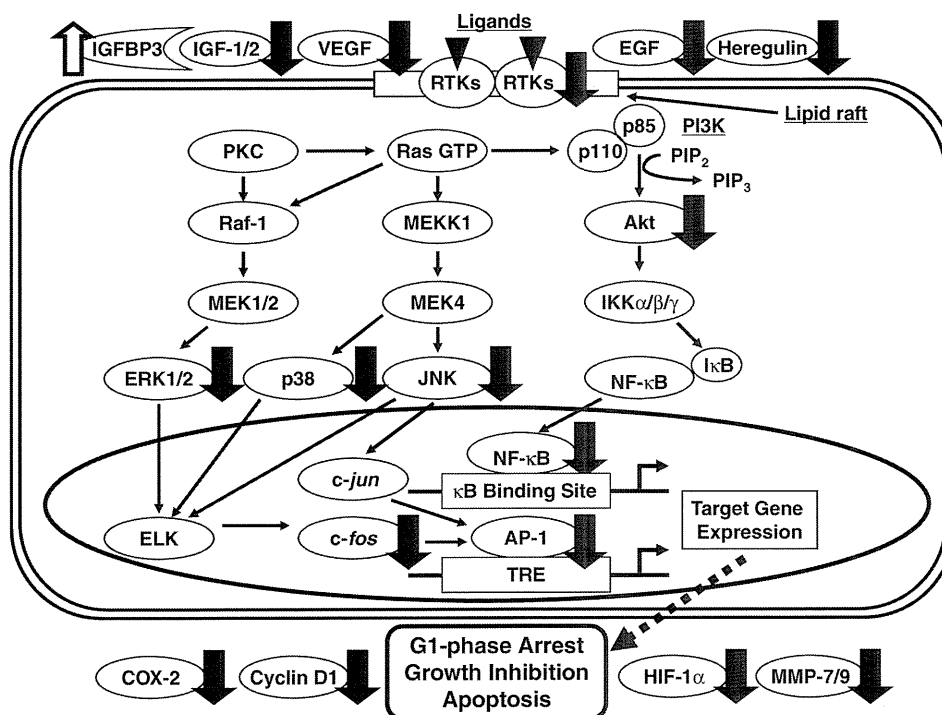 Ligands
IGFBP3
IGF-1/2
VEGF
RTKs
RTKs
EGF
Heregulin
Lipid raft
p85
PI3K
PKC
Ras GTP
p110
PIP2
PIP3
Raf-1
MEKK1
Akt
MEK1/2
MEK4
IKKα/β/γ
ERK1/2
p38
JNK
NF-κB
IκB
NF-κB
c-jun
κB Binding Site
Target Gene
Expression
ELK
c-fos
AP-1
TRE
G1-phase Arrest
Growth Inhibition
Apoptosis
COX-2
Cyclin D1
HIF-1α
MMP-7/9